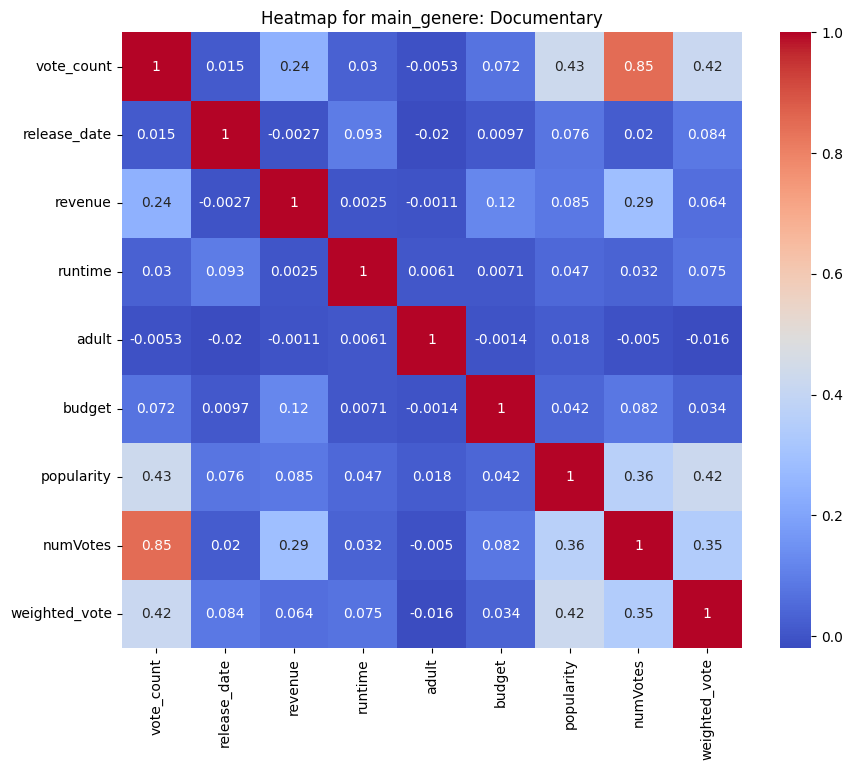 Heatmap for main_genere: Documentary
vote_count 1 0.015 0.24 0.03 -0.0053 0.072 0.43 0.85 0.42
release_date 0.015 1 -0.0027 0.093 -0.02 0.0097 0.076 0.02 0.084
revenue 0.24 -0.0027 1 0.0025 -0.0011 0.12 0.085 0.29 0.064
runtime 0.03 0.093 0.0025 1 0.0061 0.0071 0.047 0.032 0.075
adult -0.0053 -0.02 -0.0011 0.0061 1 -0.0014 0.018 -0.005 -0.016
budget 0.072 0.0097 0.12 0.0071 -0.0014 1 0.042 0.082 0.034
popularity 0.43 0.076 0.085 0.047 0.018 0.042 1 0.36 0.42
numVotes 0.85 0.02 0.29 0.032 -0.005 0.082 0.36 1 0.35
weighted_vote 0.42 0.084 0.064 0.075 -0.016 0.034 0.42 0.35 1
vote_count release_date revenue runtime adult budget popularity numVotes weighted_vote
1.0
0.8
0.6
0.4
0.2
0.0